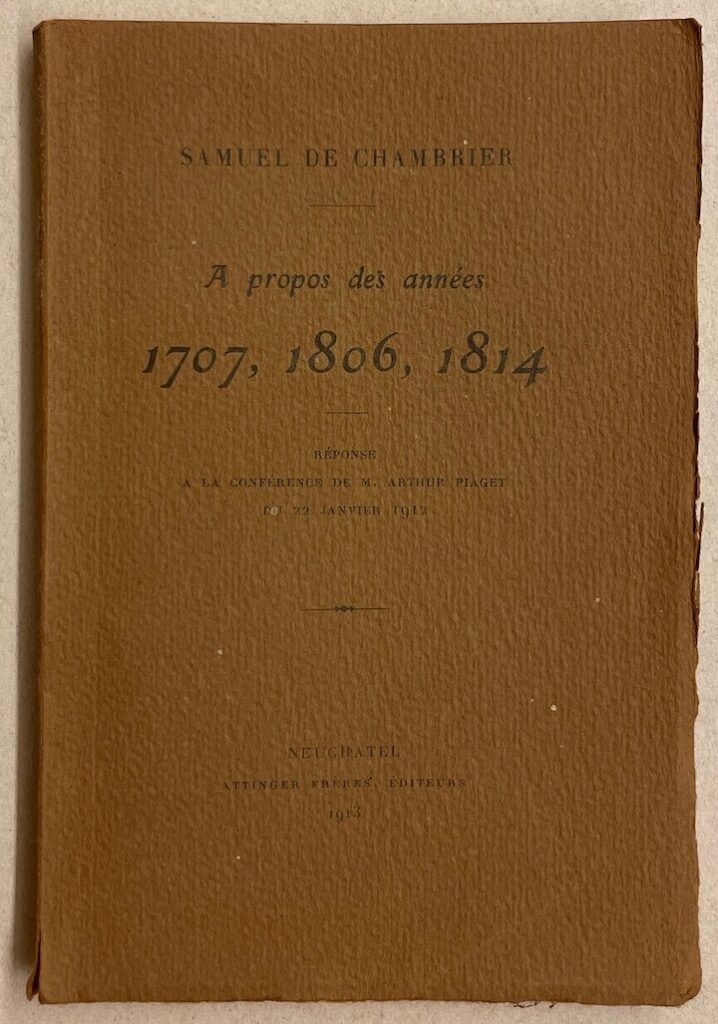 SAMUEL DE CHAMBRIER
A propos des années
1707, 1806, 1814
RÉPONSE
A LA CONFÉRENCE DE M. ARTHUR PIAGET
DU 22 JANVIER 1912
NEUCHATEL
ATTINGER FRÈRES, ÉDITEURS
1913